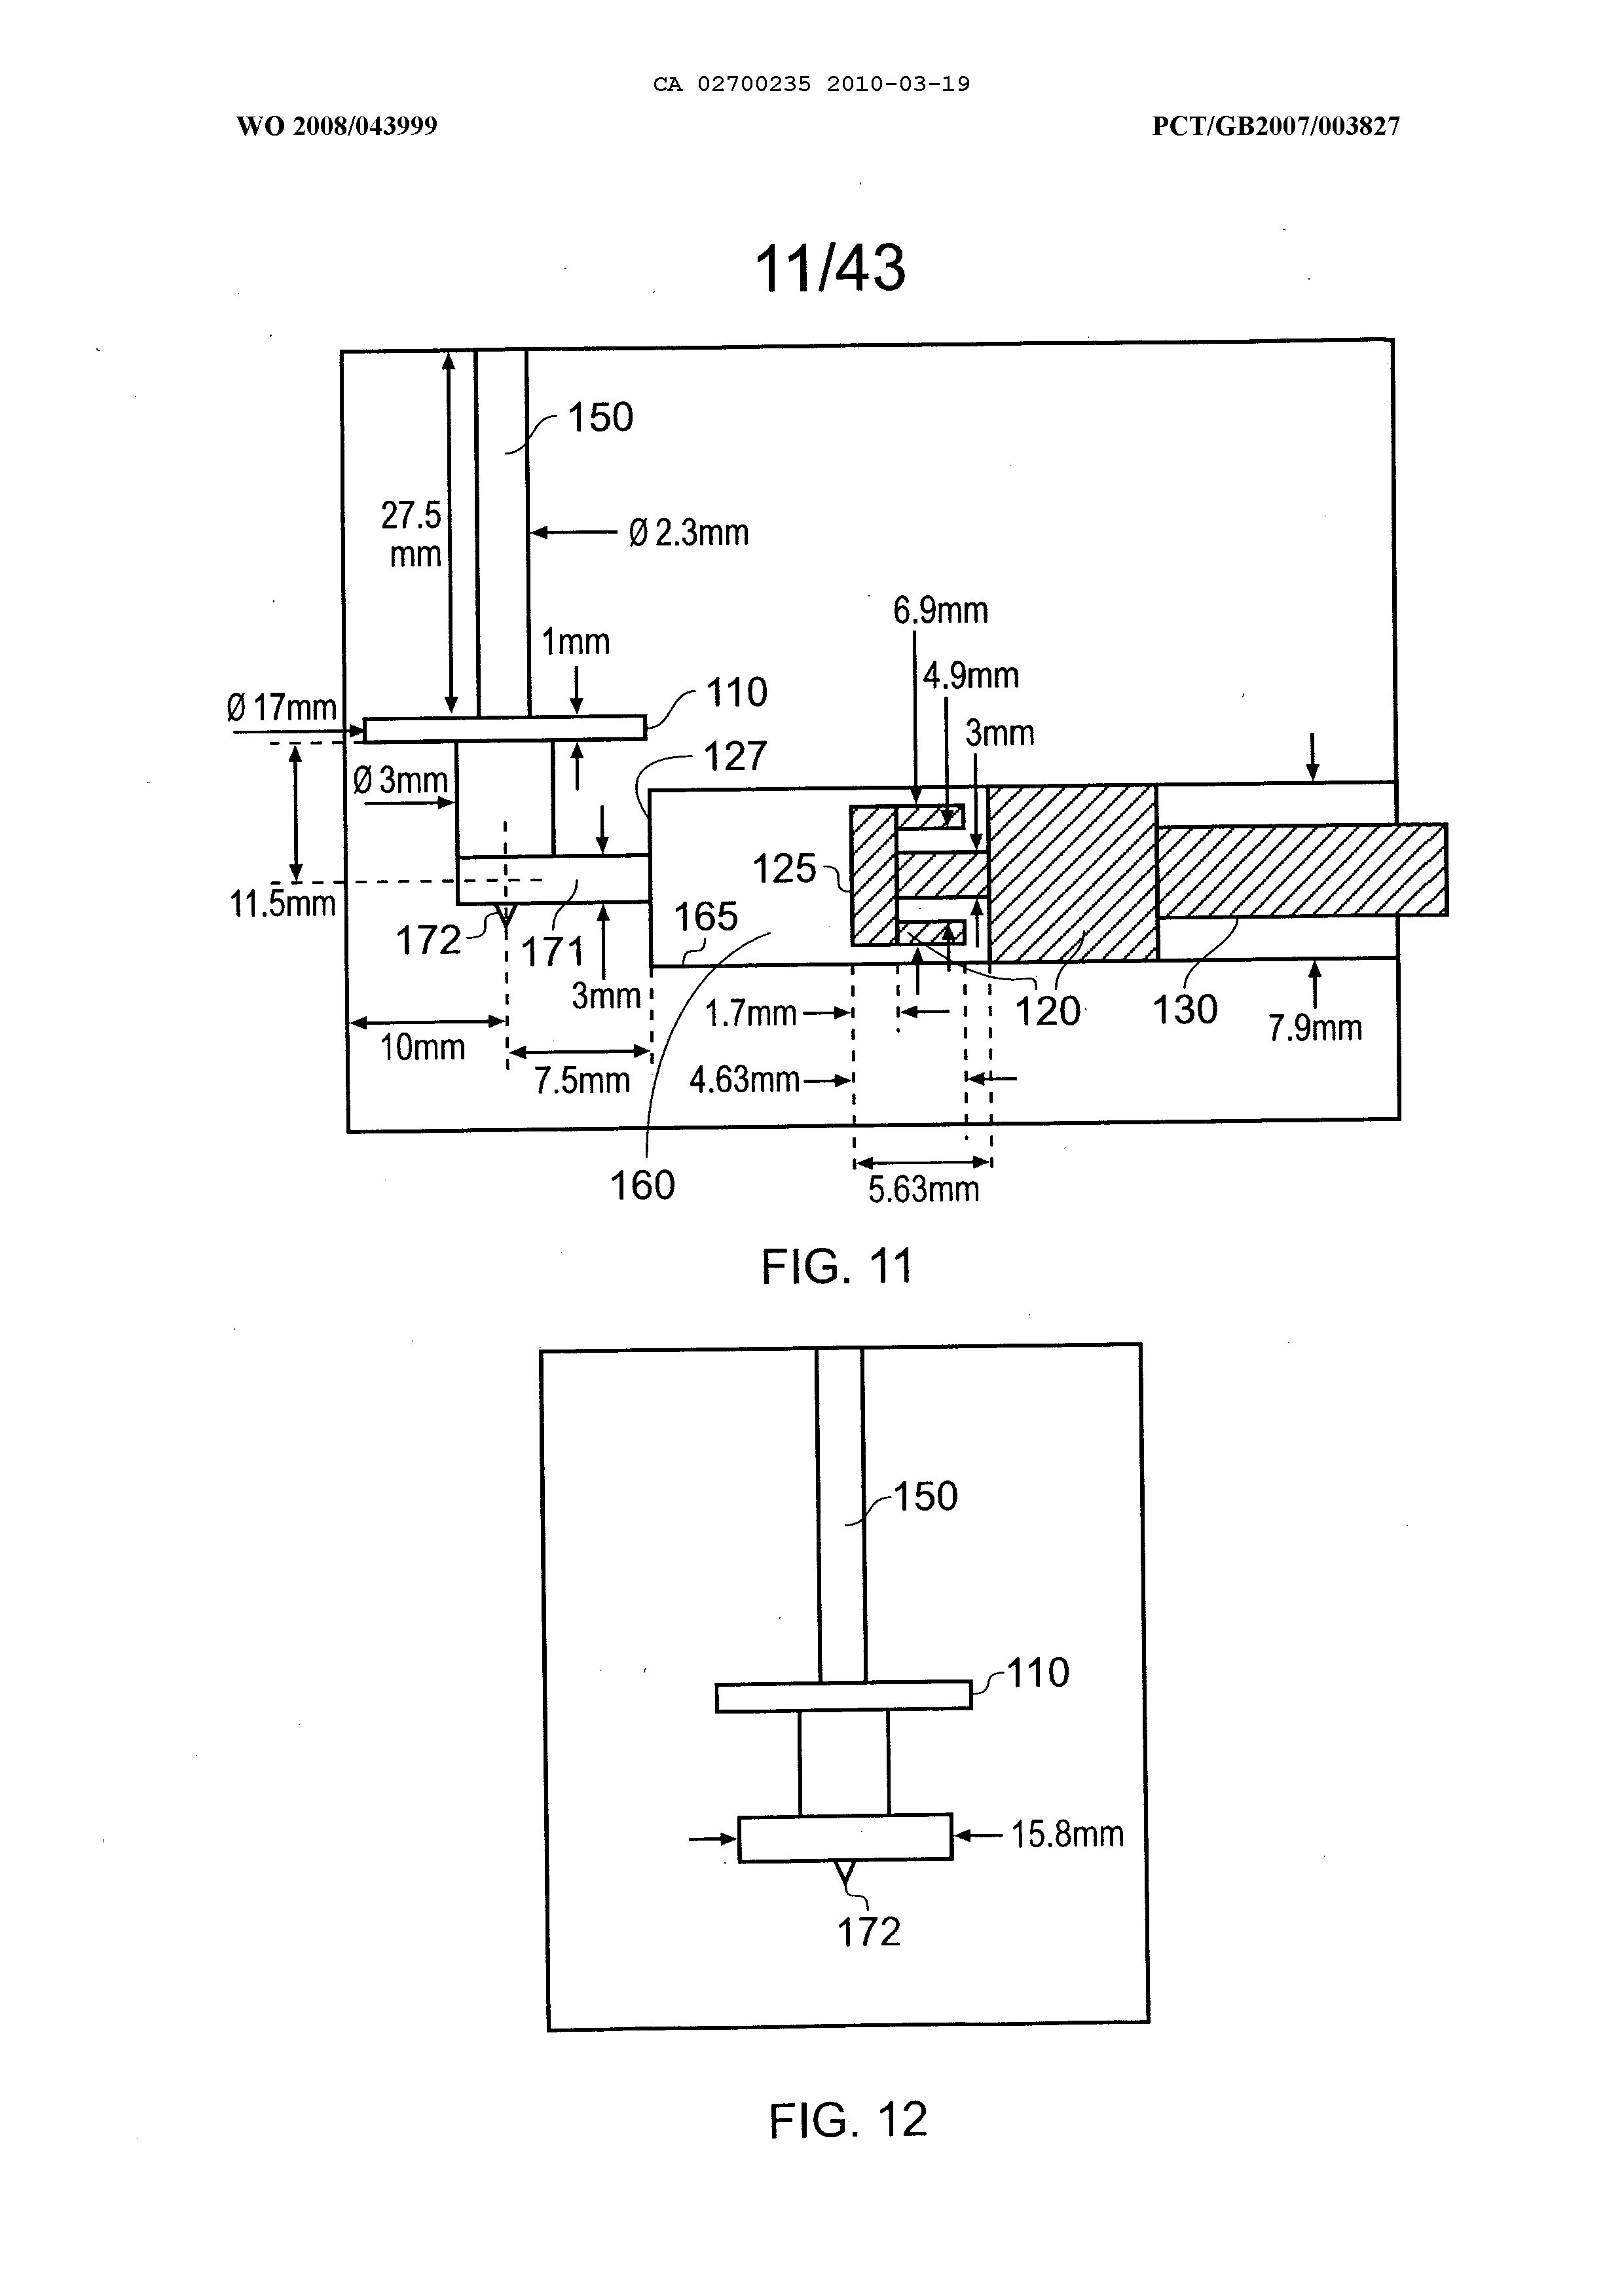 CA 02700235 2010-03-19
WO 2008/043999 PCT/GB2007/003827
11/43
150
27.5
mm
Ø 2.3mm
6.9mm
1mm
4.9mm
110
Ø 17mm
3mm
127
Ø 3mm
125
11.5mm
165
172
171
3mm
1.7mm
120
130
7.9mm
10mm
7.5mm
4.63mm
160
5.63mm
FIG. 11
150
110
15.8mm
172
FIG. 12